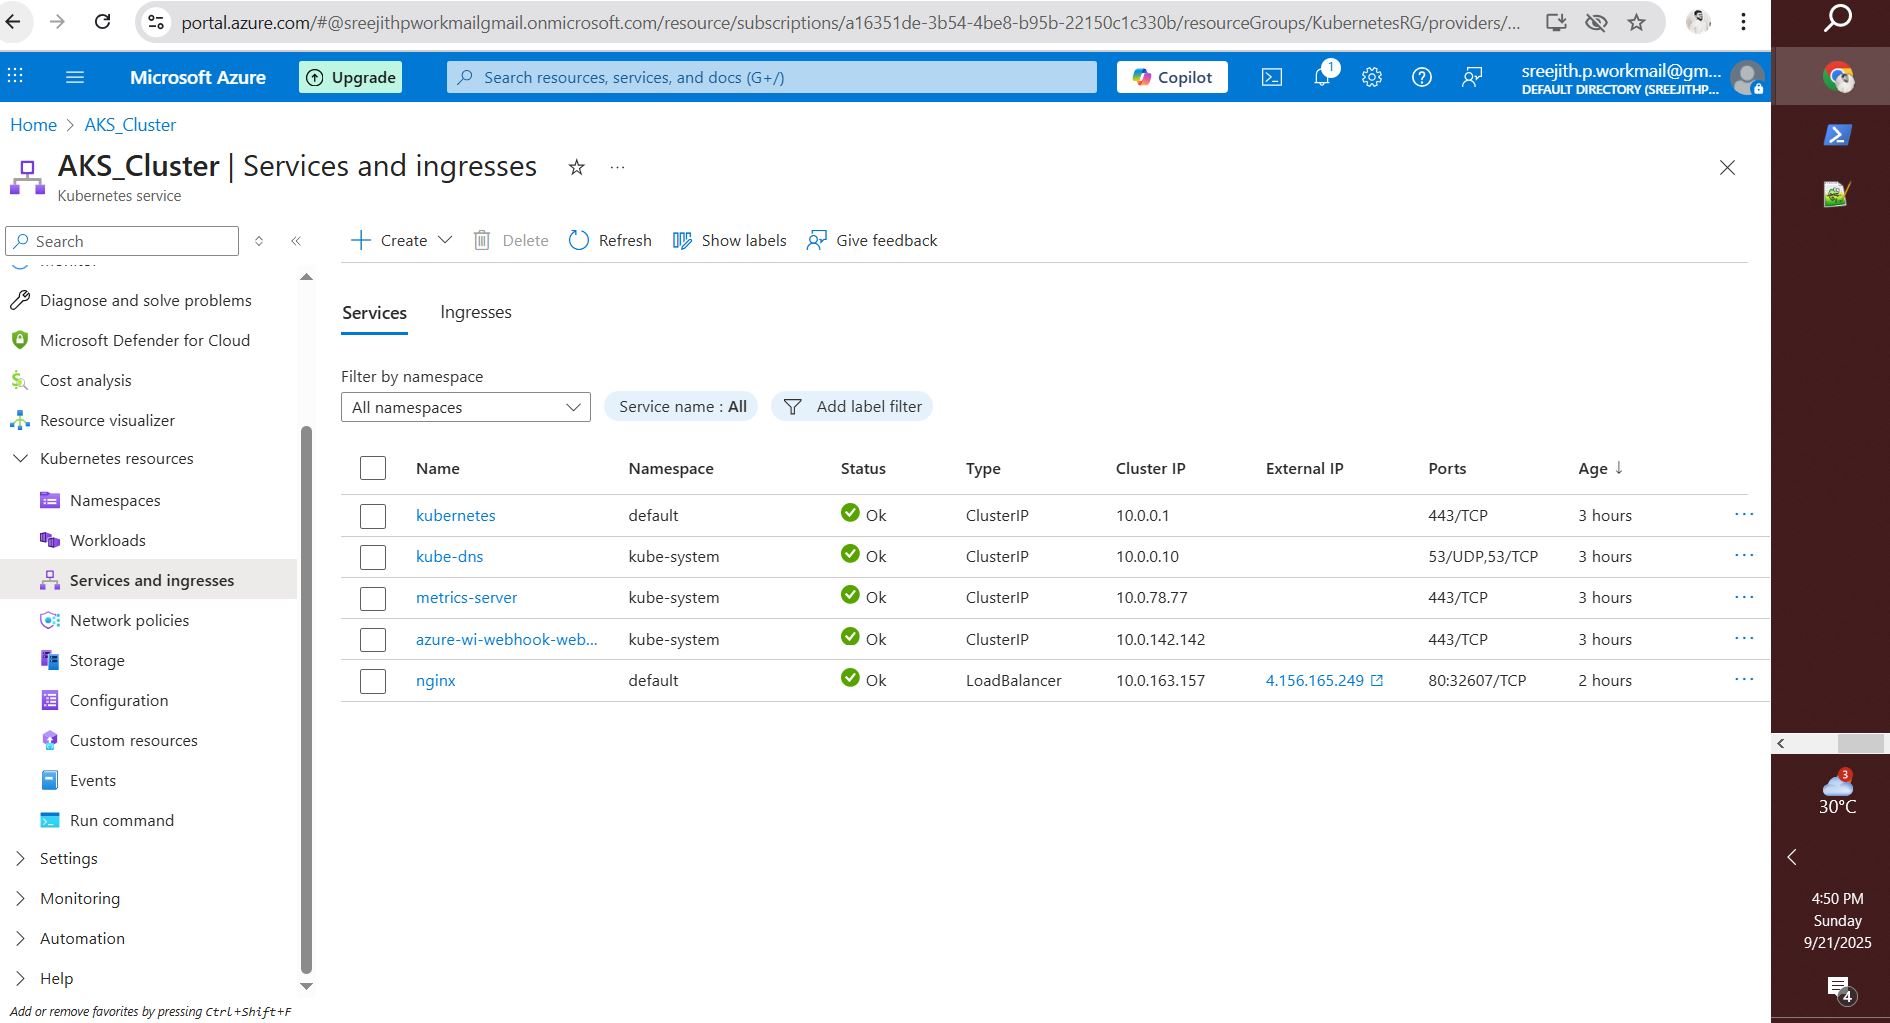 portal.azure.com/#@sreejithpworkmailgmail.onmicrosoft.com/resource/subscriptions/a16351de-3b54-4be8-b95b-22150c1c330b/resourceGroups/KubernetesRG/providers/...
Microsoft Azure
Upgrade
Search resources, services, and docs (G+/)
Copilot
1
sreejith.p.workmail@gm...
DEFAULT DIRECTORY (SREEJITHP...
Home > AKS_Cluster
AKS_Cluster | Services and ingresses
Kubernetes service
Search
Create
Delete
Refresh
Show labels
Give feedback
Diagnose and solve problems
Microsoft Defender for Cloud
Cost analysis
Resource visualizer
Kubernetes resources
Namespaces
Workloads
Services and ingresses
Network policies
Storage
Configuration
Custom resources
Events
Run command
Settings
Monitoring
Automation
Help
Add or remove favorites by pressing Ctrl+Shift+F
Services Ingresses
Filter by namespace
All namespaces
Service name : All
Add label filter
Name Namespace Status Type Cluster IP External IP Ports Age ↓
kubernetes default Ok ClusterIP 10.0.0.1 443/TCP 3 hours
kube-dns kube-system Ok ClusterIP 10.0.0.10 53/UDP,53/TCP 3 hours
metrics-server kube-system Ok ClusterIP 10.0.78.77 443/TCP 3 hours
azure-wi-webhook-web... kube-system Ok ClusterIP 10.0.142.142 443/TCP 3 hours
nginx default Ok LoadBalancer 10.0.163.157 4.156.165.249 80:32607/TCP 2 hours
3
30°C
4:50 PM
Sunday
9/21/2025
4